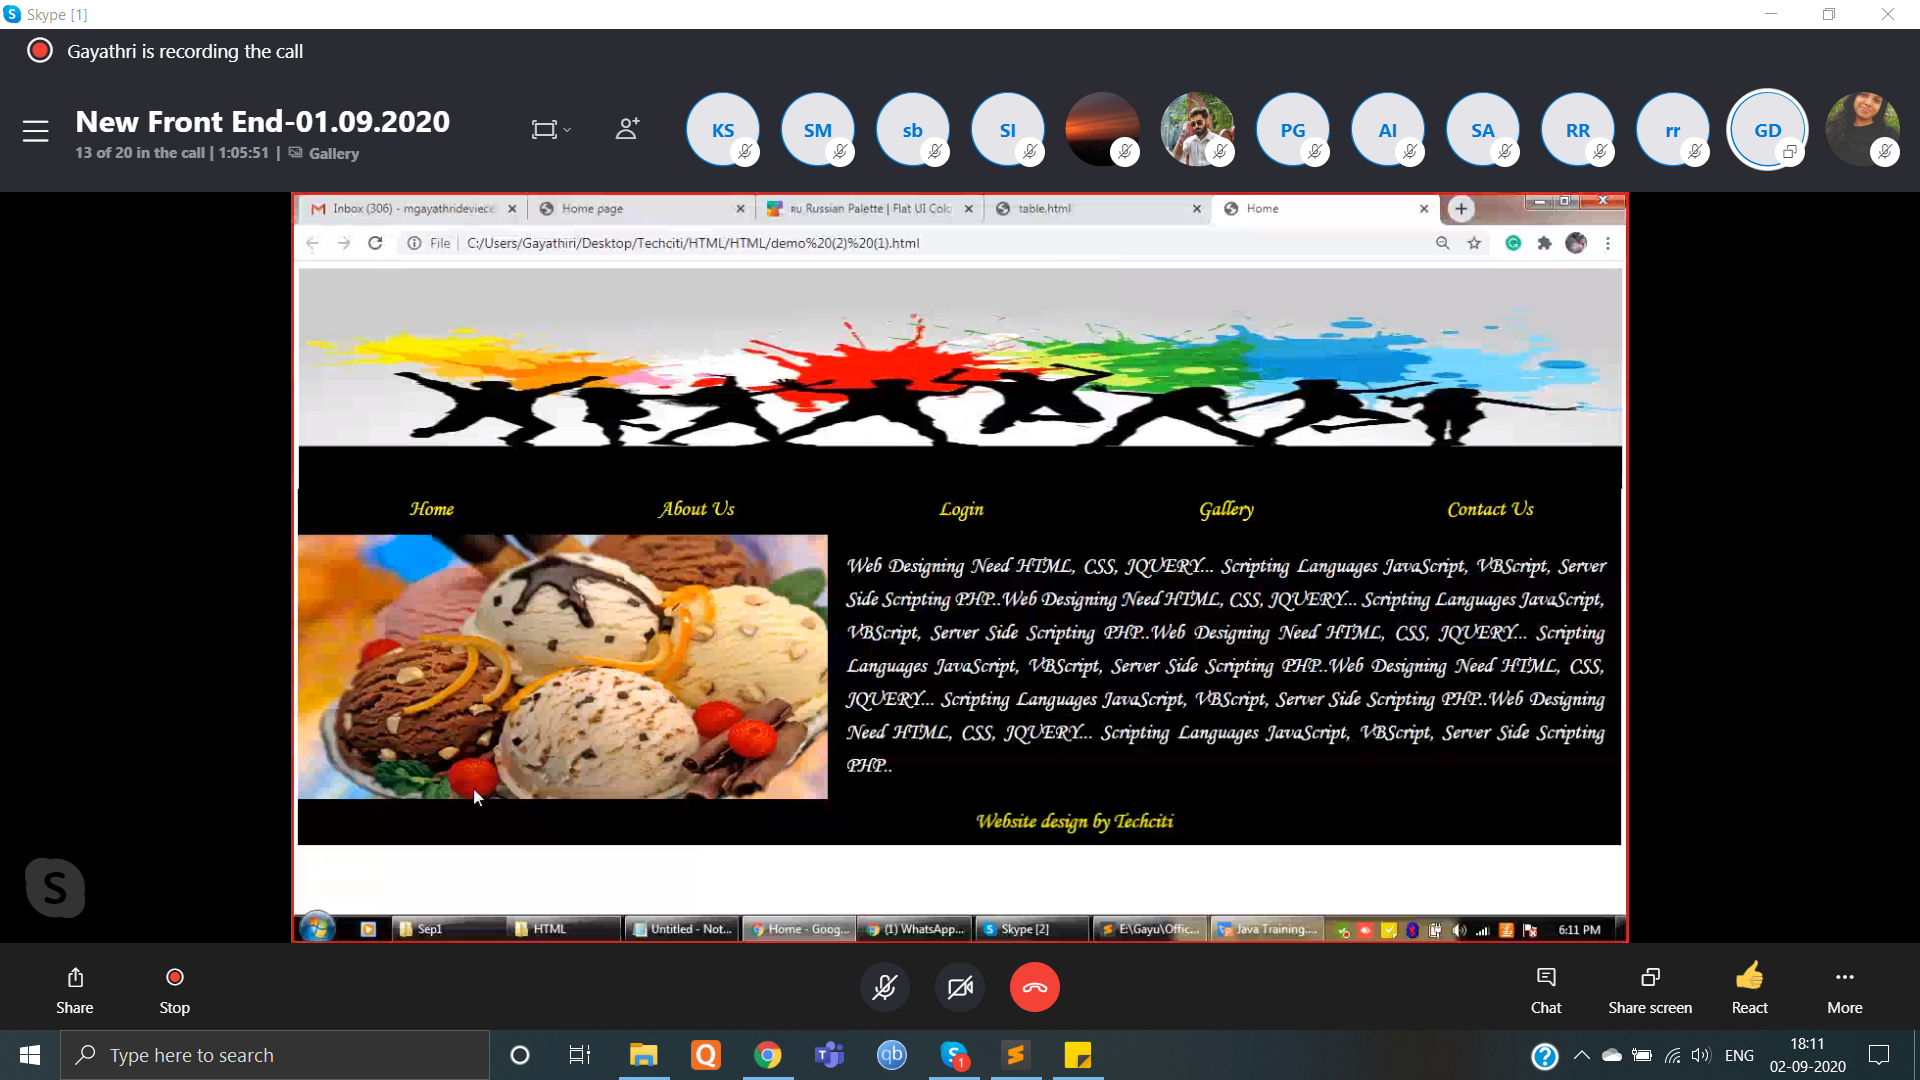 Skype [1]
Gayathri is recording the call
New Front End-01.09.2020
13 of 20 in the call | 1:05:51 | Gallery
KS SM sb SI PG AI SA RR rr GD
Inbox (306) - mgayathrideviece Home page RU Russian Palette | Flat UI Colo table.html Home
File C:/Users/Gayathiri/Desktop/Techciti/HTML/HTML/demo%20(2)%20(1).html
Home About Us Login Gallery Contact Us
Web Designing Need HTML, CSS, JQUERY... Scripting Languages JavaScript, VBScript, Server
Side Scripting PHP..Web Designing Need HTML, CSS, JQUERY... Scripting Languages JavaScript,
VBScript, Server Side Scripting PHP..Web Designing Need HTML, CSS, JQUERY... Scripting
Languages JavaScript, VBScript, Server Side Scripting PHP..Web Designing Need HTML, CSS,
JQUERY... Scripting Languages JavaScript, VBScript, Server Side Scripting PHP..Web Designing
Need HTML, CSS, JQUERY... Scripting Languages JavaScript, VBScript, Server Side Scripting
PHP..
Website design by Techciti
S
Sep1 HTML Untitled - Not... Home - Goog... (1) WhatsApp... Skype [2] E:\Gayu\Offic... Java Training.... 6:11 PM
Share Stop Chat Share screen React More
Type here to search Q qb 1 ENG 18:11
02-09-2020